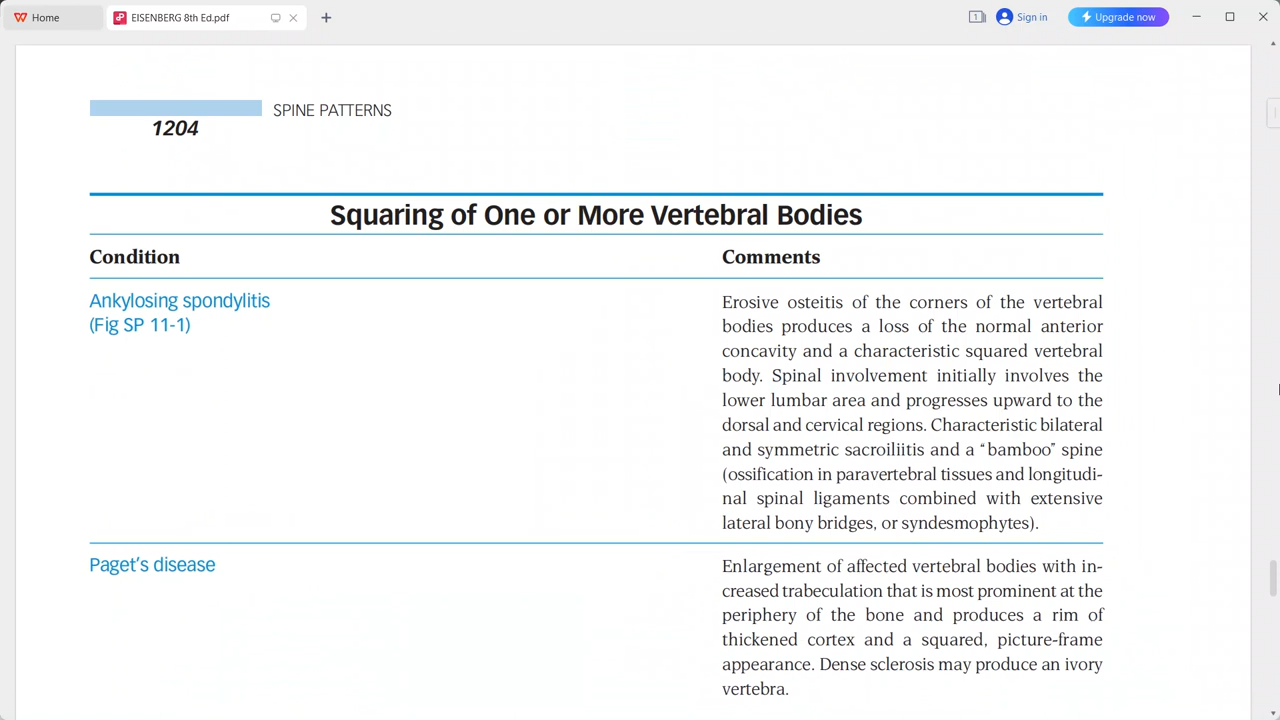 Home
EISENBERG 8th Ed.pdf
1
Sign in
Upgrade now
SPINE PATTERNS
1204
Squaring of One or More Vertebral Bodies
Condition
Comments
Ankylosing spondylitis
(Fig SP 11-1)
Erosive osteitis of the corners of the vertebral
bodies produces a loss of the normal anterior
concavity and a characteristic squared vertebral
body. Spinal involvement initially involves the
lower lumbar area and progresses upward to the
dorsal and cervical regions. Characteristic bilateral
and symmetric sacroiliitis and a “bamboo” spine
(ossification in paravertebral tissues and longitudi-
nal spinal ligaments combined with extensive
lateral bony bridges, or syndesmophytes).
Paget’s disease
Enlargement of affected vertebral bodies with in-
creased trabeculation that is most prominent at the
periphery of the bone and produces a rim of
thickened cortex and a squared, picture-frame
appearance. Dense sclerosis may produce an ivory
vertebra.